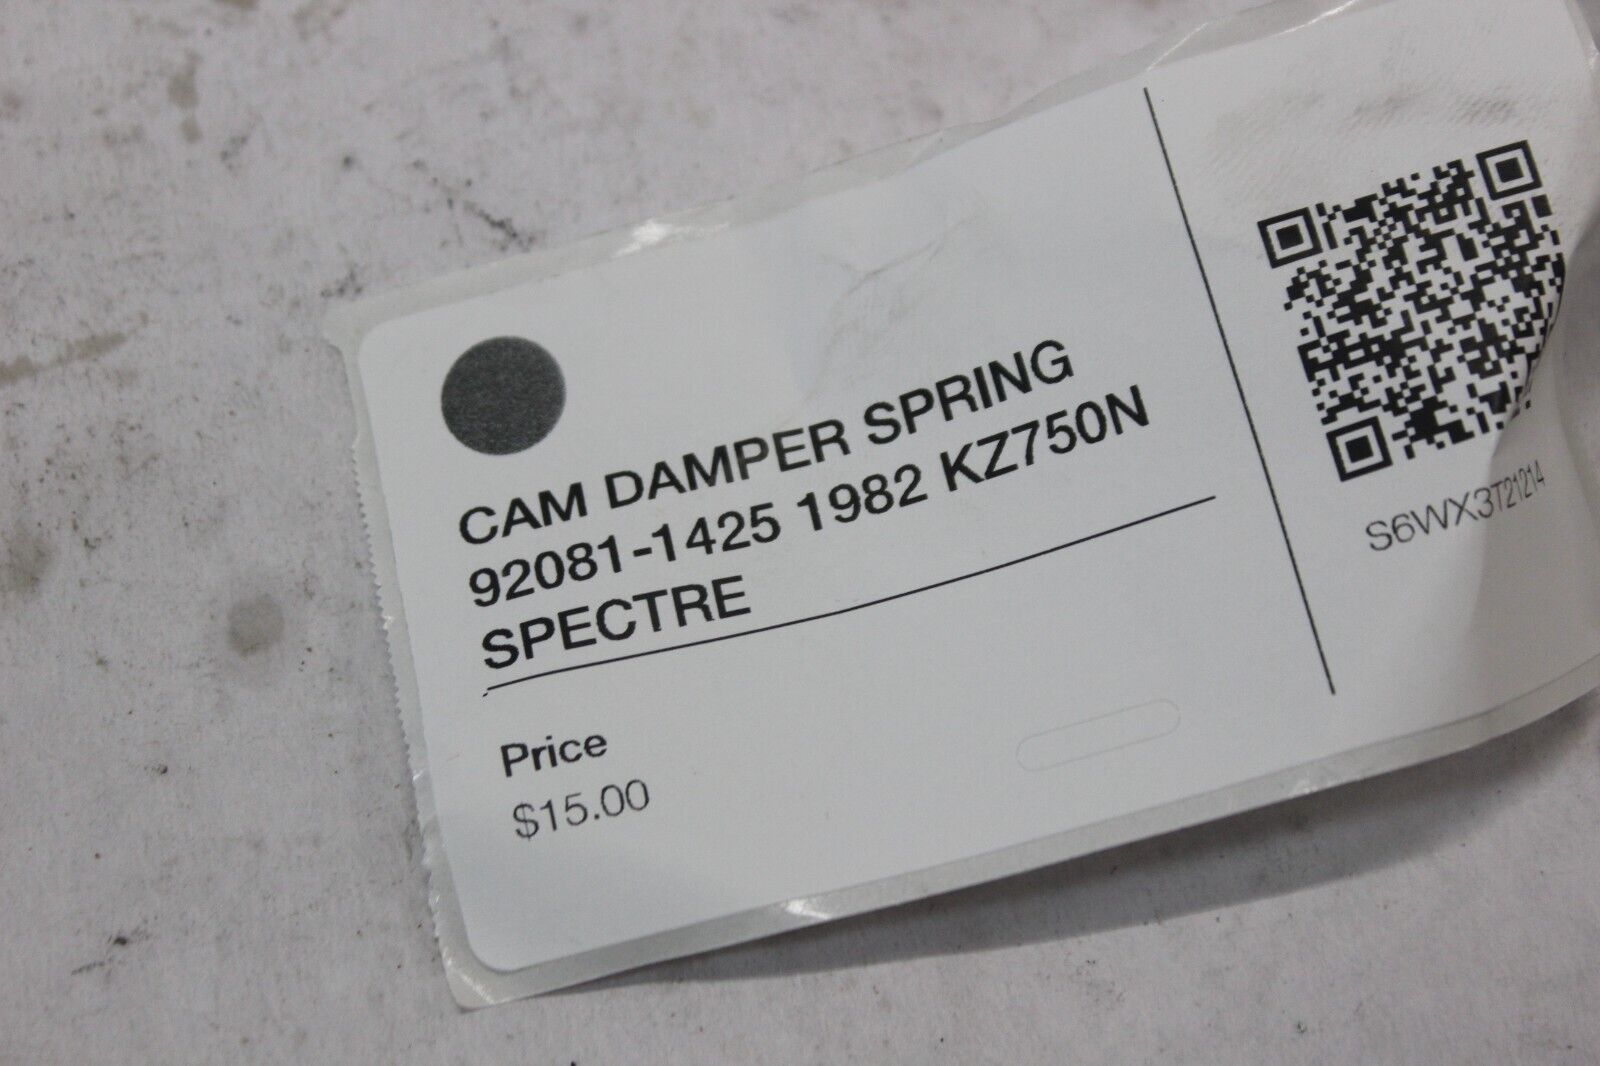 CAM DAMPER SPRING
92081-1425 1982 KZ750N
SPECTRE
Price
$15.00
S6WX3T21214